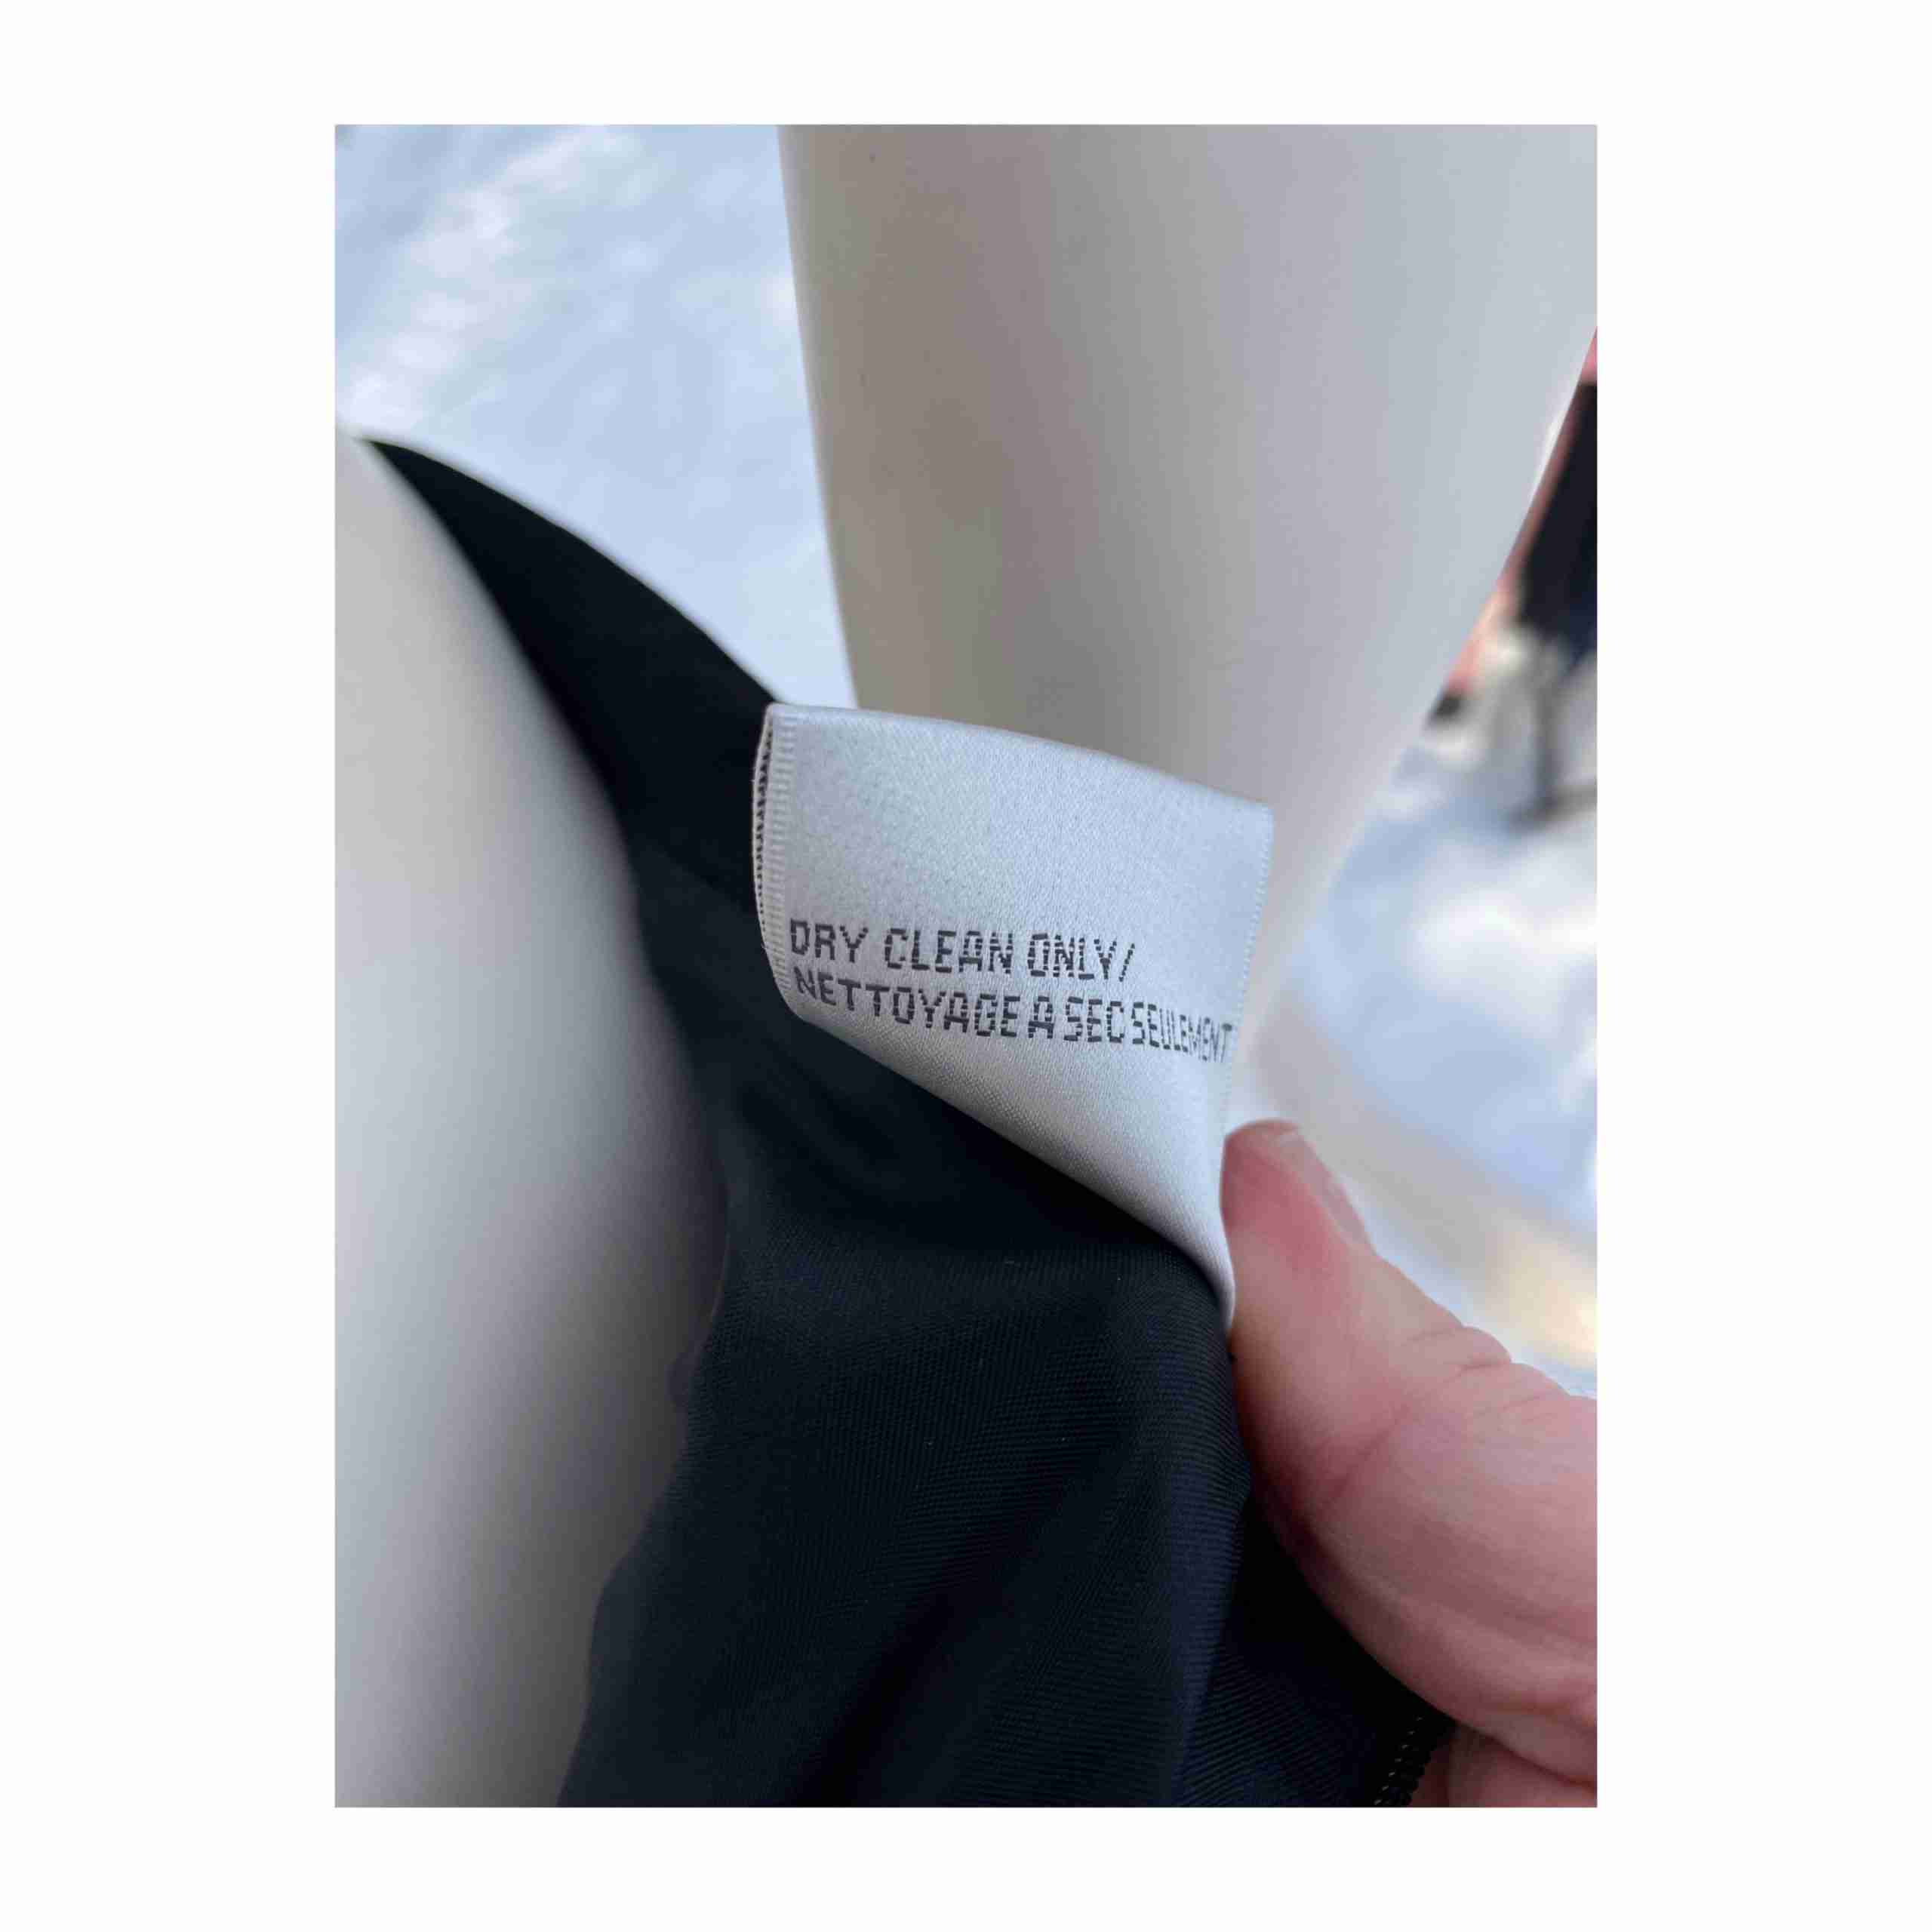 DRY CLEAN ONLY/
NETTOYAGE A SEC SEULEMENT